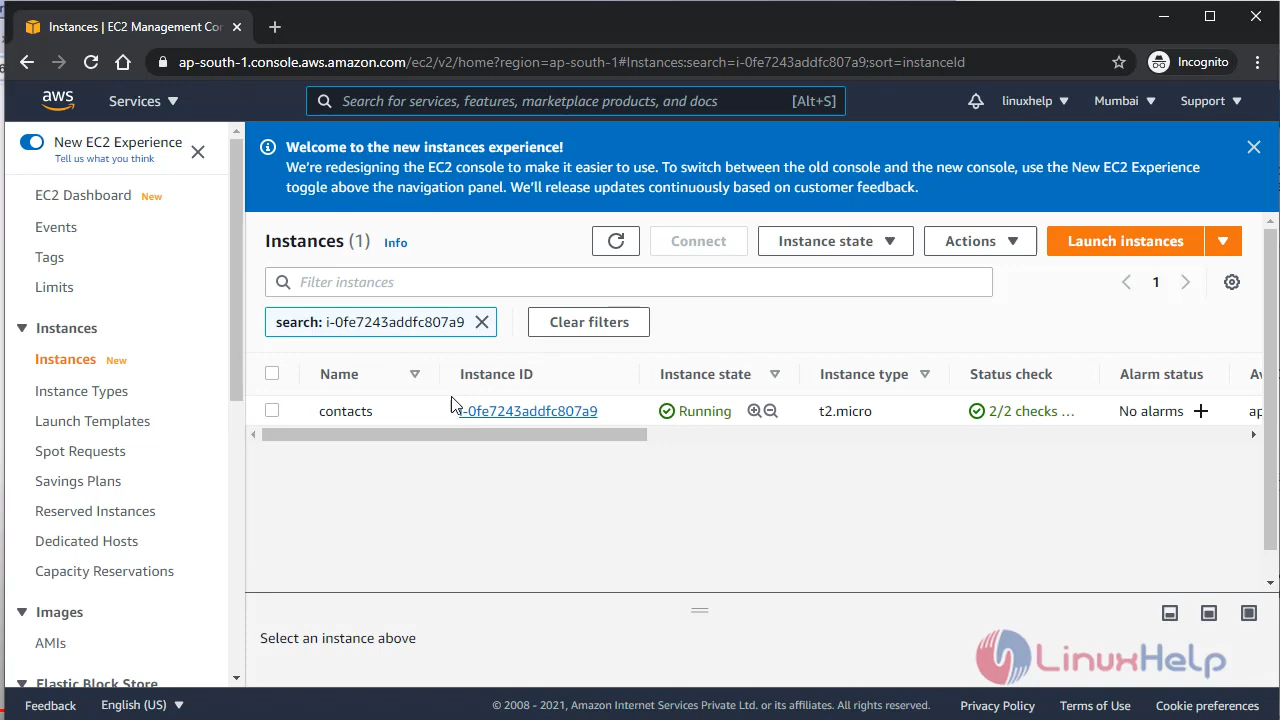 Instances | EC2 Management Con
ap-south-1.console.aws.amazon.com/ec2/v2/home?region=ap-south-1#Instances:search=i-0fe7243addfc807a9;sort=instanceId
Incognito
aws
Services
Search for services, features, marketplace products, and docs [Alt+S]
linuxhelp
Mumbai
Support
New EC2 Experience
Tell us what you think
EC2 Dashboard New
Events
Tags
Limits
Instances
Instances New
Instance Types
Launch Templates
Spot Requests
Savings Plans
Reserved Instances
Dedicated Hosts
Capacity Reservations
Images
AMIs
Elastic Block Store
Welcome to the new instances experience!
We're redesigning the EC2 console to make it easier to use. To switch between the old console and the new console, use the New EC2 Experience
toggle above the navigation panel. We'll release updates continuously based on customer feedback.
Instances (1) Info
Connect
Instance state
Actions
Launch instances
Filter instances
1
search: i-0fe7243addfc807a9
Clear filters
Name Instance ID Instance state Instance type Status check Alarm status Av
contacts i-0fe7243addfc807a9 Running t2.micro 2/2 checks ... No alarms ap
Select an instance above
LinuxHelp
Feedback English (US) © 2008 - 2021, Amazon Internet Services Private Ltd. or its affiliates. All rights reserved. Privacy Policy Terms of Use Cookie preferences